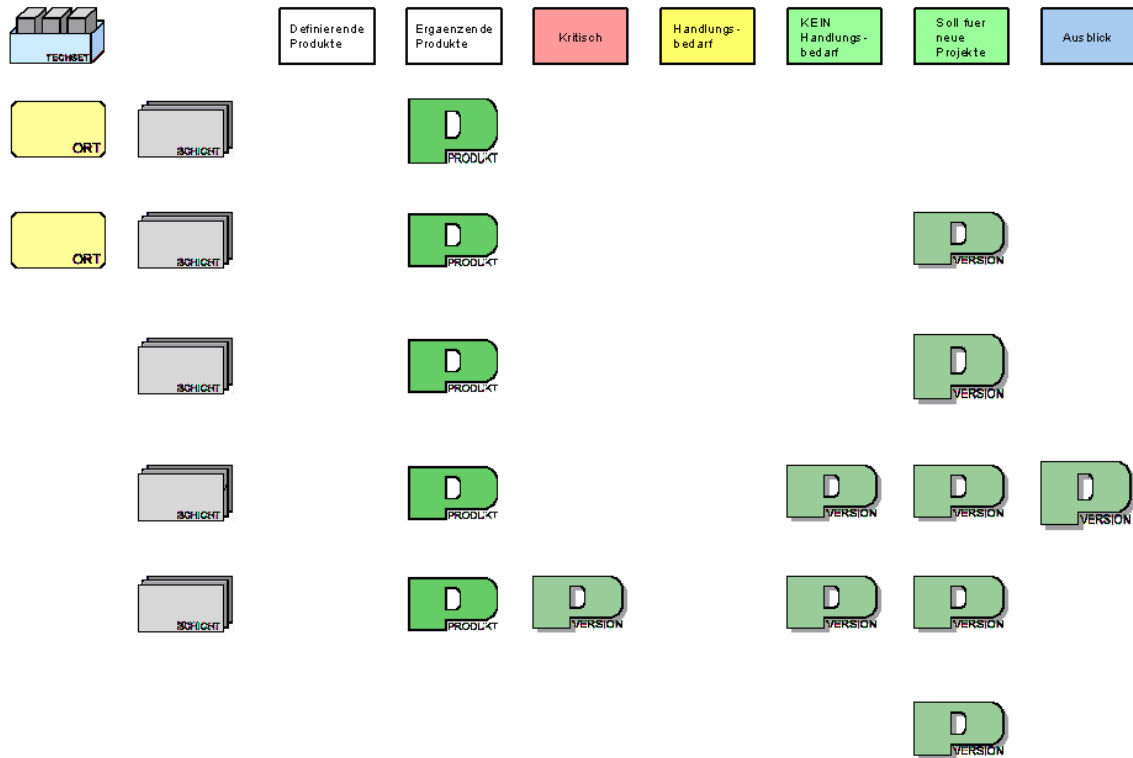 TECHSET
Definierende
Produkte
Ergaenzende
Produkte
Kritisch
Handlungs-
bedarf
KEIN
Handlungs-
bedarf
Soll fuer
neue
Projekte
Ausblick
ORT
SCHICHT
PRODUKT
ORT
SCHICHT
PRODUKT
VERSION
SCHICHT
PRODUKT
VERSION
SCHICHT
PRODUKT
VERSION
VERSION
VERSION
SCHICHT
PRODUKT
VERSION
VERSION
VERSION
VERSION